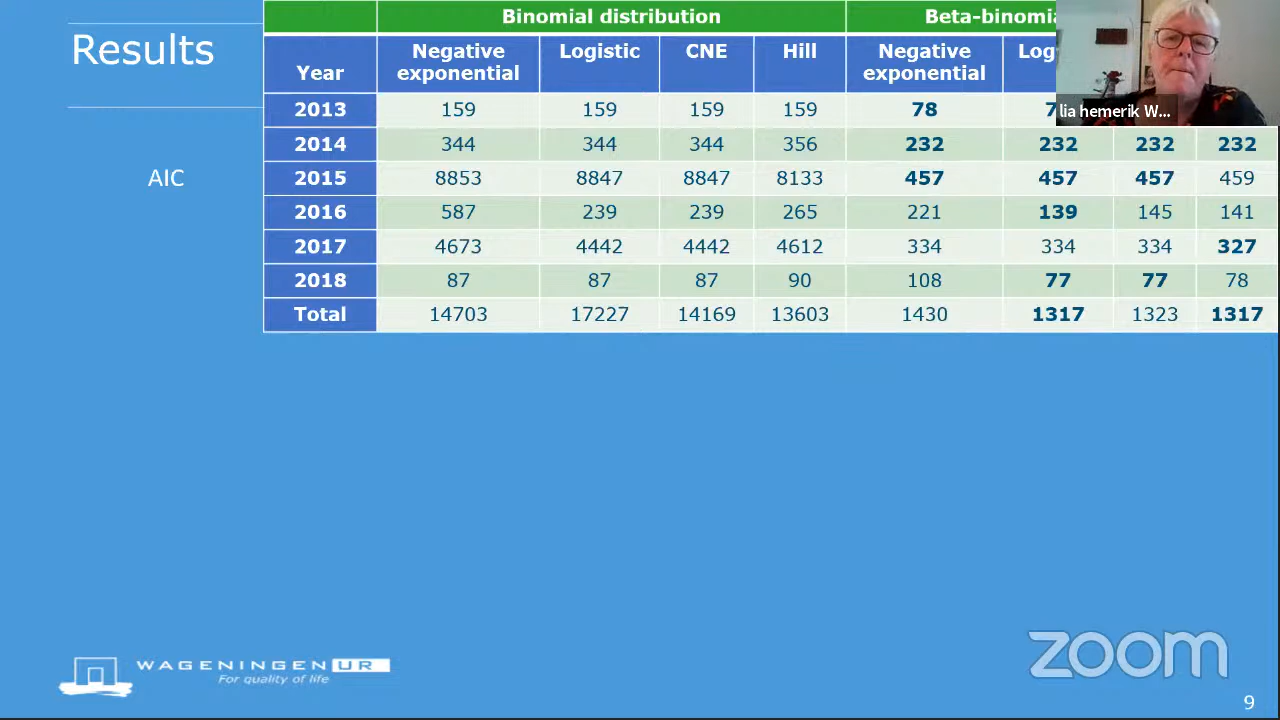 Results
Binomial distribution
Year Negative exponential Logistic CNE Hill Negative exponential
2013 159 159 159 159 78
2014 344 344 344 356 232 232 232 232
AIC
2015 8853 8847 8847 8133 457 457 457 459
2016 587 239 239 265 221 139 145 141
2017 4673 4442 4442 4612 334 334 334 327
2018 87 87 87 90 108 77 77 78
Total 14703 17227 14169 13603 1430 1317 1323 1317
lia hemerik W...
WAGENINGEN UR
For quality of life
zoom
9